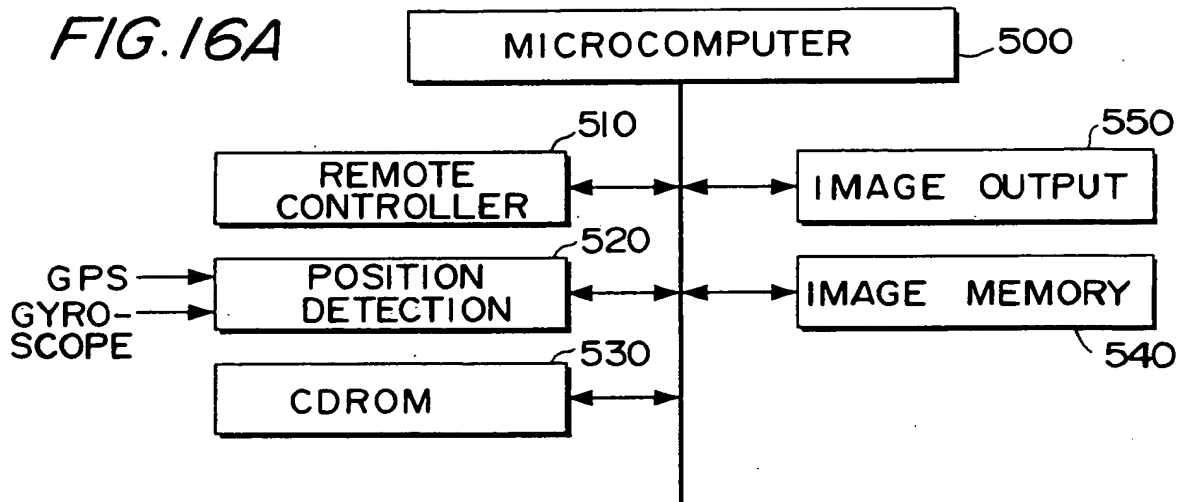 FIG.16A
MICROCOMPUTER
500
510
REMOTE
CONTROLLER
550
IMAGE OUTPUT
520
GPS
GYRO-
SCOPE
POSITION
DETECTION
IMAGE MEMORY
540
530
CDROM